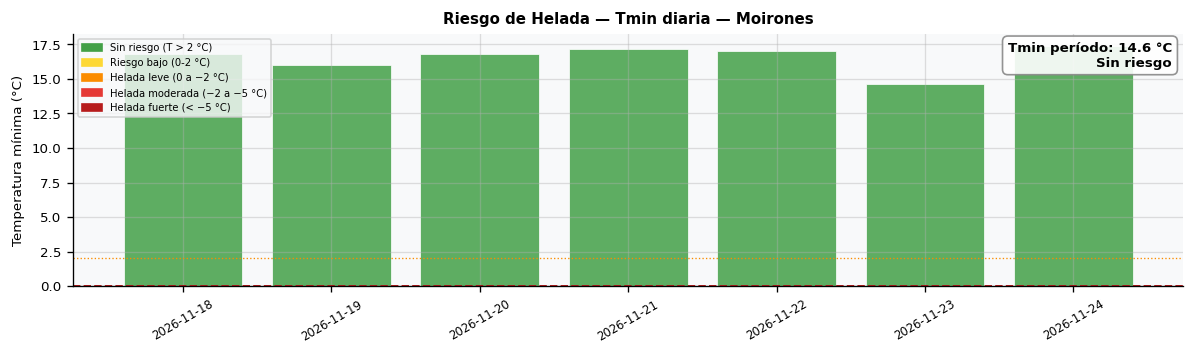 Riesgo de Helada — Tmin diaria — Moirones
Sin riesgo (T > 2 °C)
Riesgo bajo (0-2 °C)
Helada leve (0 a −2 °C)
Helada moderada (−2 a −5 °C)
Helada fuerte (< −5 °C)
Tmin período: 14.6 °C
Sin riesgo
Temperatura mínima (°C)
17.5
15.0
12.5
10.0
7.5
5.0
2.5
0.0
2026-11-18
2026-11-19
2026-11-20
2026-11-21
2026-11-22
2026-11-23
2026-11-24